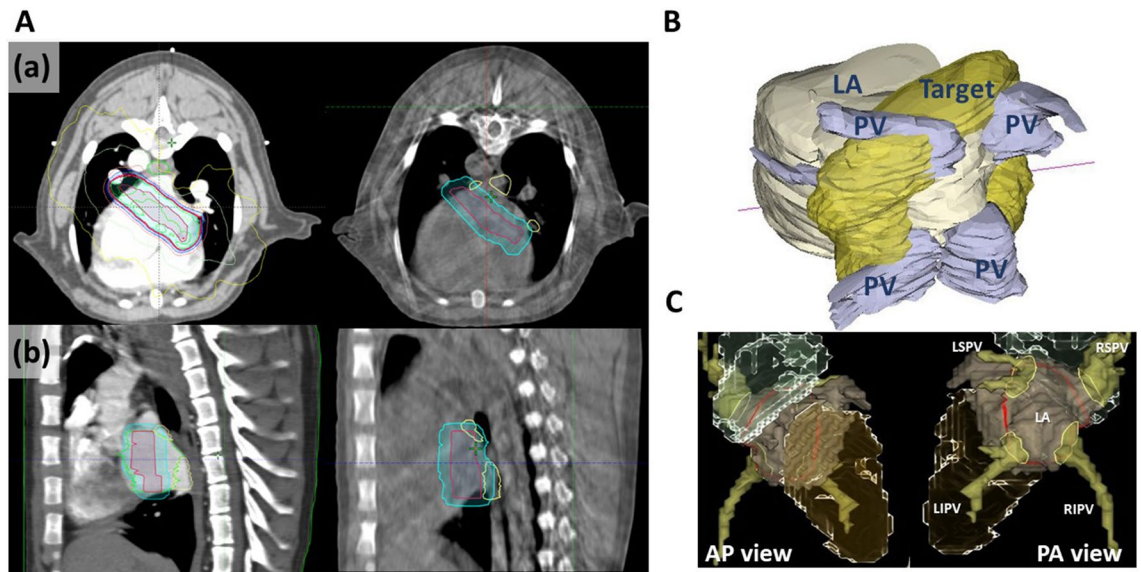 A
(a)
(b)
B
LA
Target
PV
PV
PV
PV
C
LSPV
RSPV
LA
LIPV
RIPV
AP view
PA view